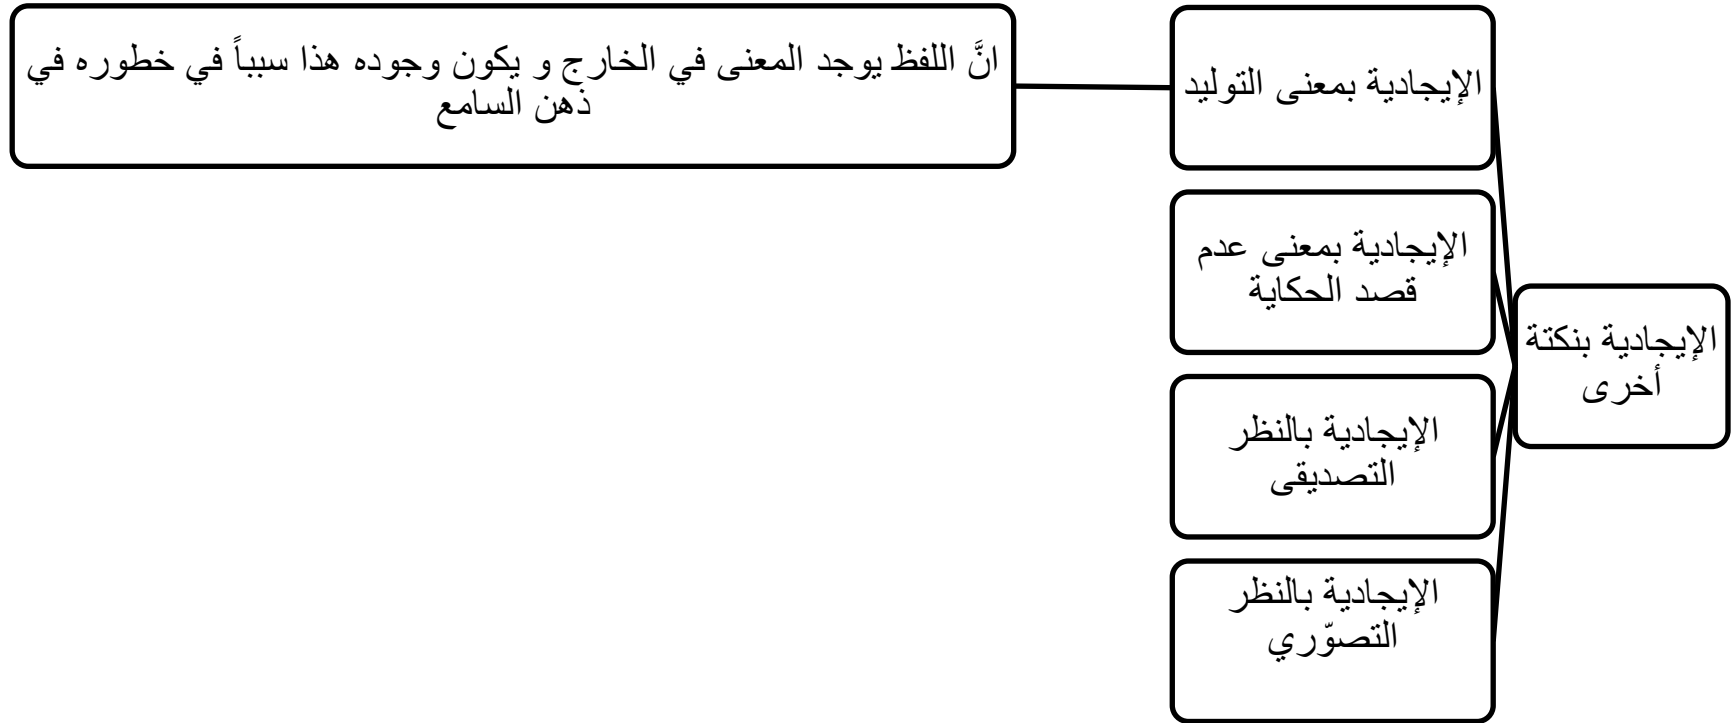 الإيجادية بنكتة
أخرى
الإيجادية بمعنى التوليد
انَّ اللفظ يوجد المعنى في الخارج و يكون وجوده هذا سبباً في خطوره في
ذهن السامع
الإيجادية بمعنى عدم
قصد الحكاية
الإيجادية بالنظر
التصديقى
الإيجادية بالنظر
التصوّري